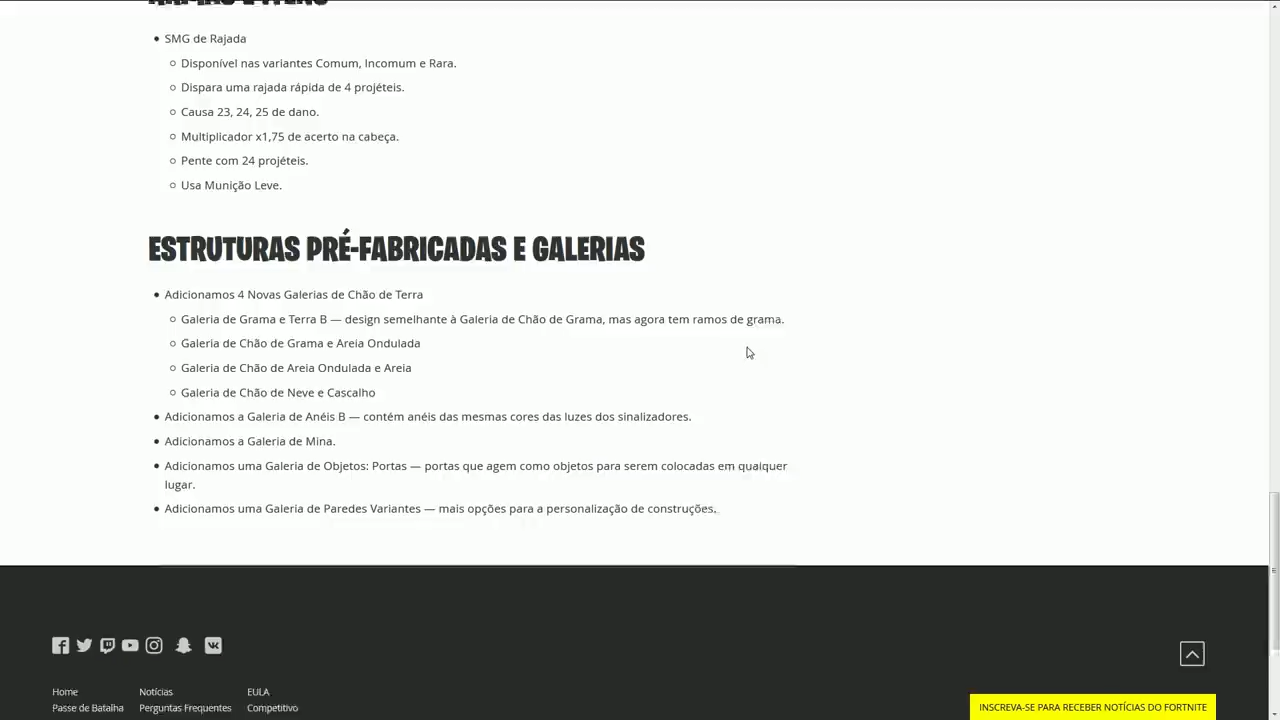 SMG de Rajada
Disponível nas variantes Comum, Incomum e Rara.
Dispara uma rajada rápida de 4 projéteis.
Causa 23, 24, 25 de dano.
Multiplicador x1,75 de acerto na cabeça.
Pente com 24 projéteis.
Usa Munição Leve.
ESTRUTURAS PRÉ-FABRICADAS E GALERIAS
Adicionamos 4 Novas Galerias de Chão de Terra
Galeria de Grama e Terra B — design semelhante à Galeria de Chão de Grama, mas agora tem ramos de grama.
Galeria de Chão de Grama e Areia Ondulada
Galeria de Chão de Areia Ondulada e Areia
Galeria de Chão de Neve e Cascalho
Adicionamos a Galeria de Anéis B — contém anéis das mesmas cores das luzes dos sinalizadores.
Adicionamos a Galeria de Mina.
Adicionamos uma Galeria de Objetos: Portas — portas que agem como objetos para serem colocadas em qualquer
lugar.
Adicionamos uma Galeria de Paredes Variantes — mais opções para a personalização de construções.
Home Notícias EULA
Passe de Batalha Perguntas Frequentes Competitivo
INSCREVA-SE PARA RECEBER NOTÍCIAS DO FORTNITE